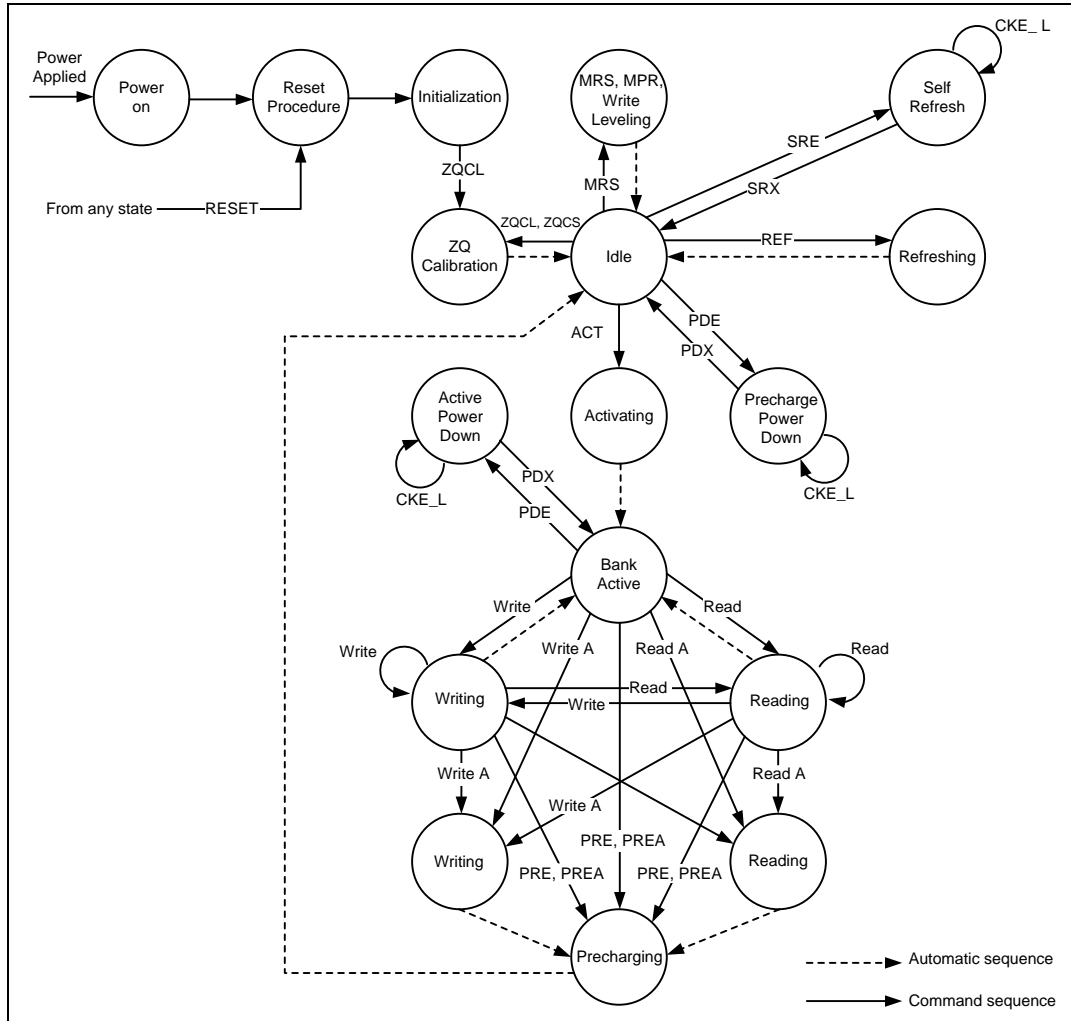 CKE_ L
Power
Applied
Power
on
Reset
Procedure
Initialization
MRS, MPR,
Write
Leveling
Self
Refresh
SRE
ZQCL
MRS
SRX
From any state
RESET
ZQCL, ZQCS
REF
ZQ
Calibration
Idle
Refreshing
PDE
ACT
PDX
Active
Power
Down
Activating
Precharge
Power
Down
PDX
CKE_L
CKE_L
PDE
Bank
Active
Write
Read
Write
Write A
Read A
Read
Writing
Read
Write
Reading
Write A
Read A
Write A
Writing
PRE, PREA
Reading
PRE, PREA
PRE, PREA
Precharging
Automatic sequence
Command sequence